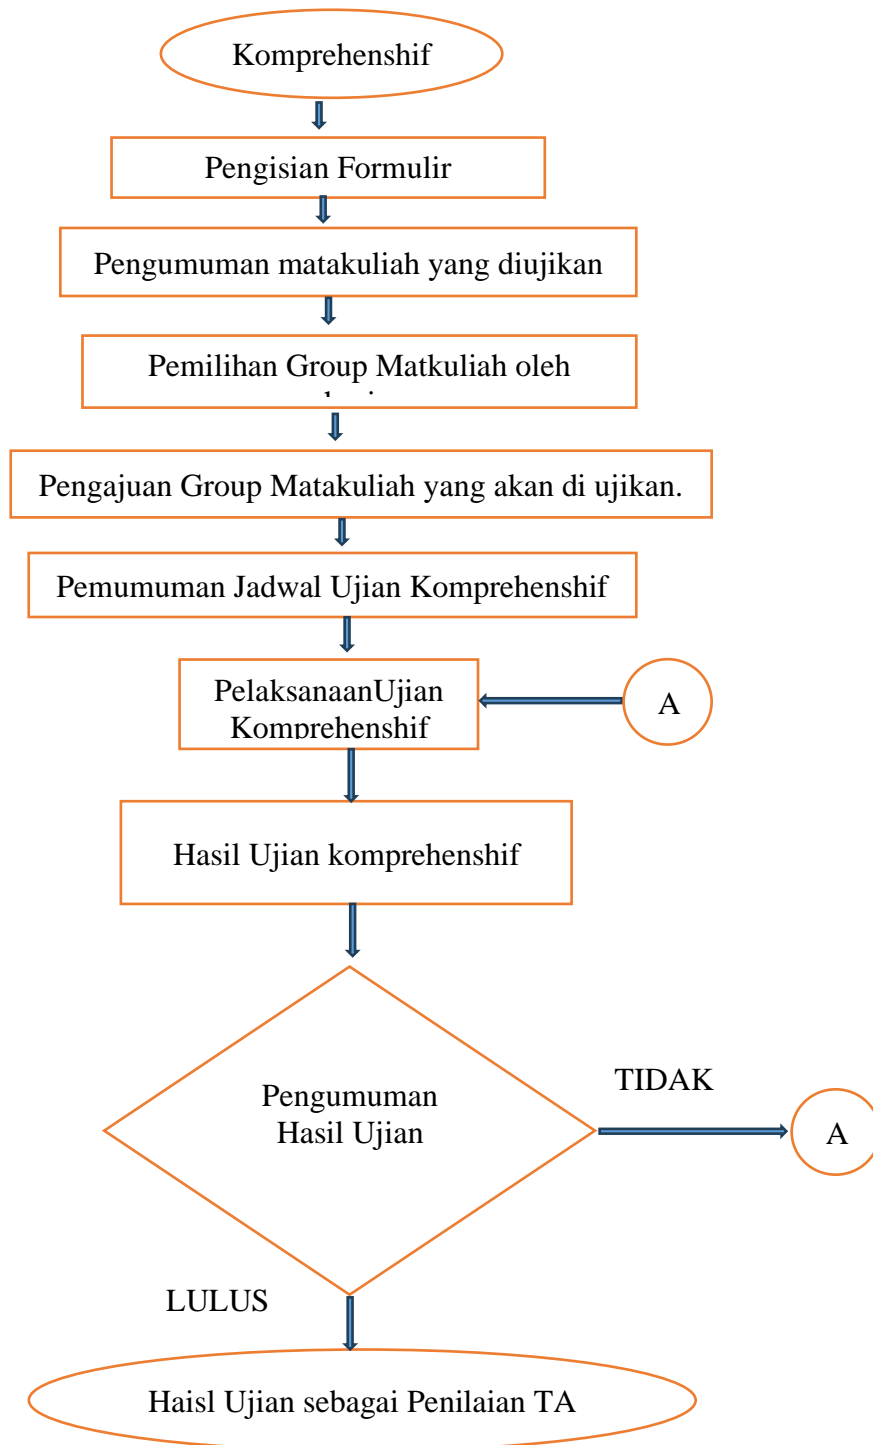 Komprehenshif
Pengisian Formulir
Pengumuman matakuliah yang diujikan
Pemilihan Group Matkuliah oleh
Pengajuan Group Matakuliah yang akan di ujikan.
Pemumuman Jadwal Ujian Komprehenshif
PelaksanaanUjian
Komprehenshif
A
Hasil Ujian komprehenshif
Pengumuman
Hasil Ujian
TIDAK
A
LULUS
Haisl Ujian sebagai Penilaian TA